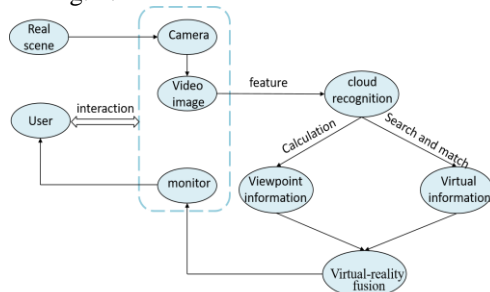 Real
scene
Camera
Video
image
feature
cloud
recognition
interaction
User
Calculation
Search and match
monitor
Viewpoint
information
Virtual
information
Virtual-reality
fusion